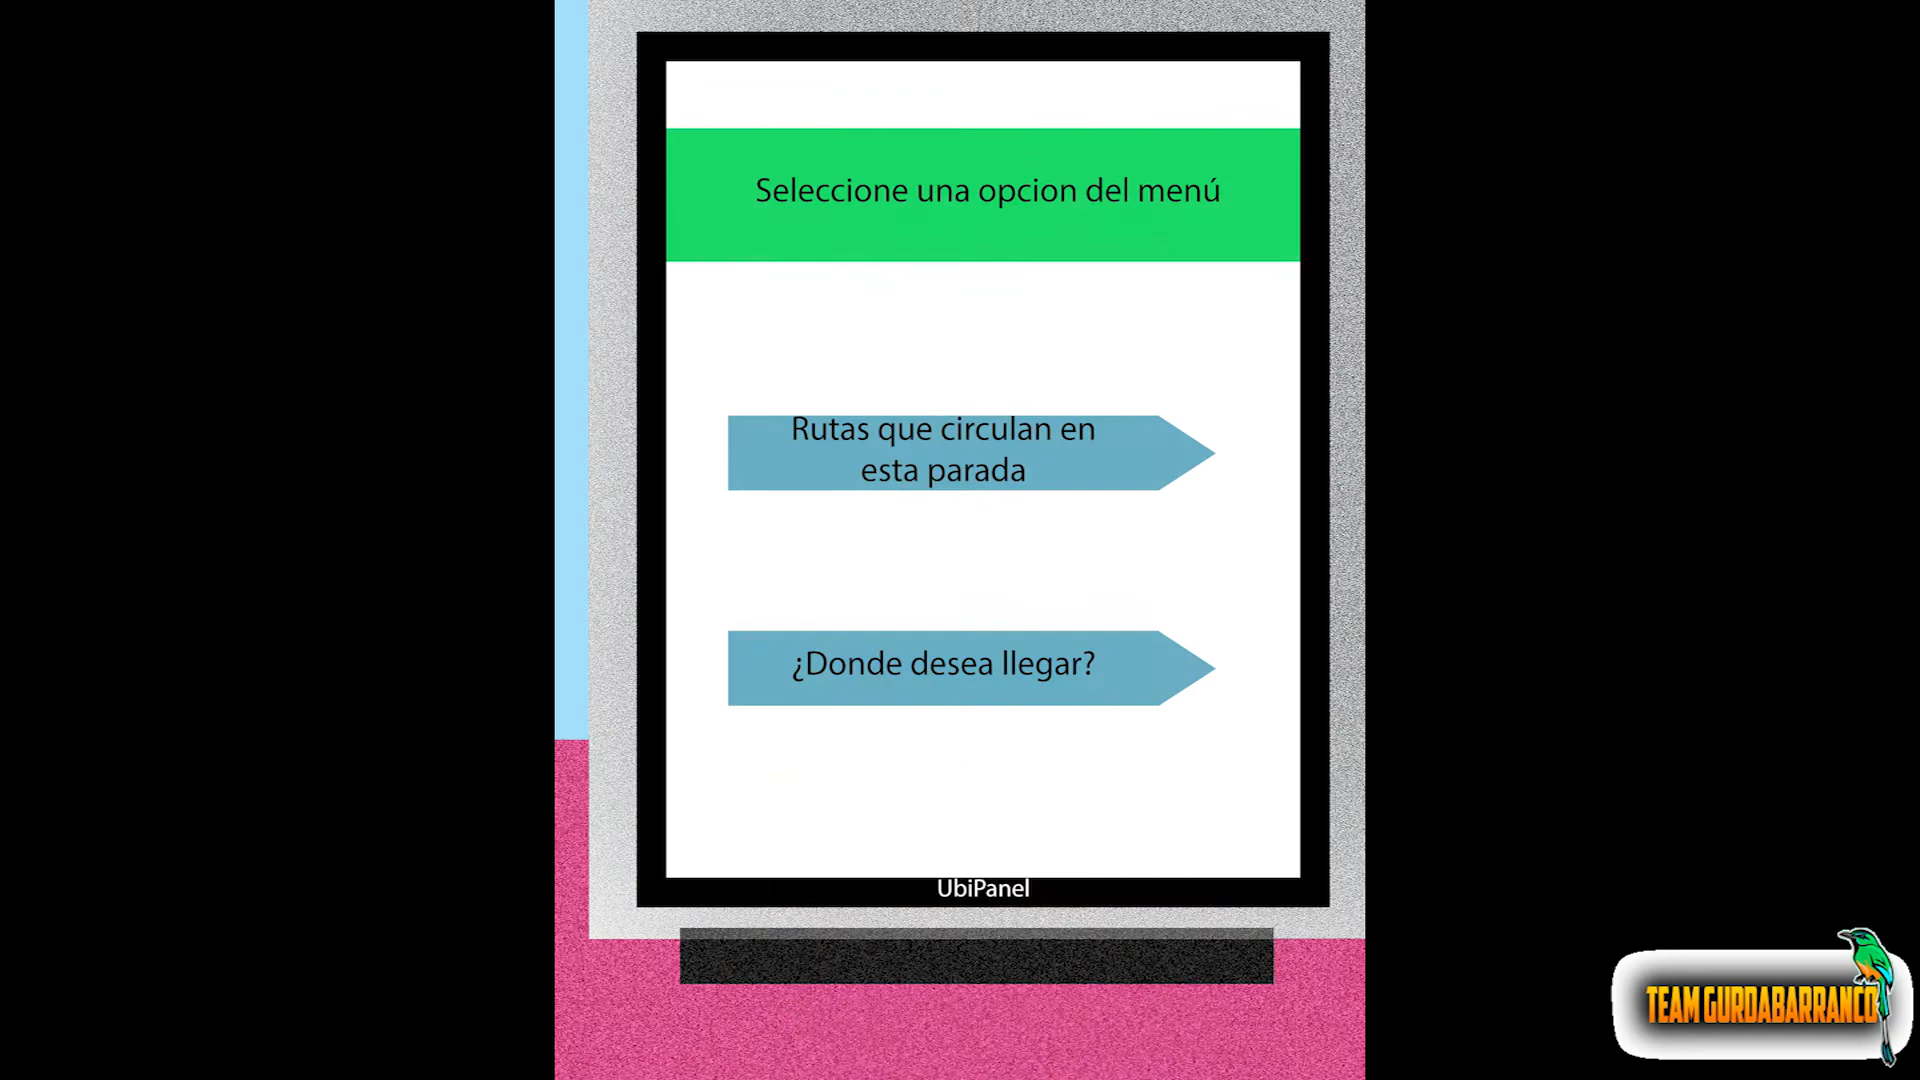 Seleccione una opcion del menú
Rutas que circulan en
esta parada
¿Donde desea llegar?
UbiPanel
TEAM GURDABARRANCO